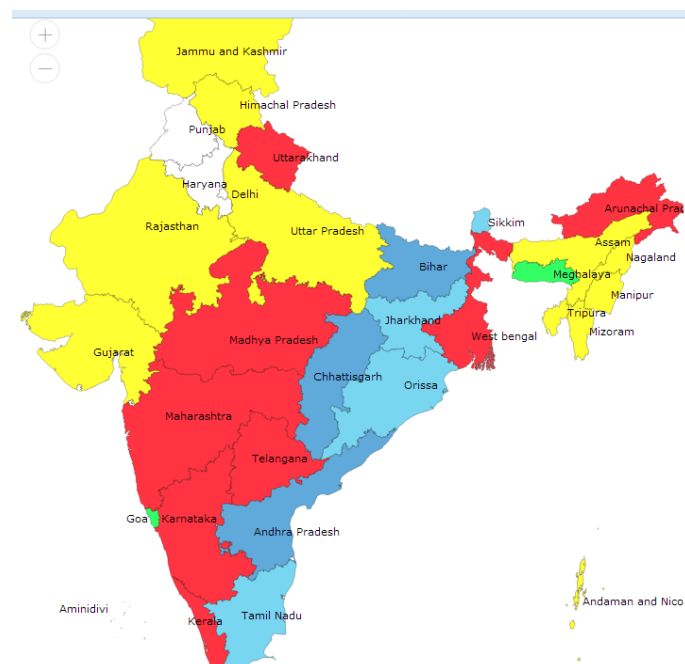 Jammu and Kashmir
Himachal Pradesh
Punjab
Uttarakhand
Haryana
Delhi
Arunachal Prad
Rajasthan
Uttar Pradesh
Sikkim
Assam
Nagaland
Bihar
Meghalaya
Manipur
Jharkhand
Tripura
Mizoram
West bengal
Madhya Pradesh
Gujarat
Chhattisgarh
Orissa
Maharashtra
Telangana
Goa
Karnataka
Andhra Pradesh
Aminidivi
Kerala
Tamil Nadu
Andaman and Nico